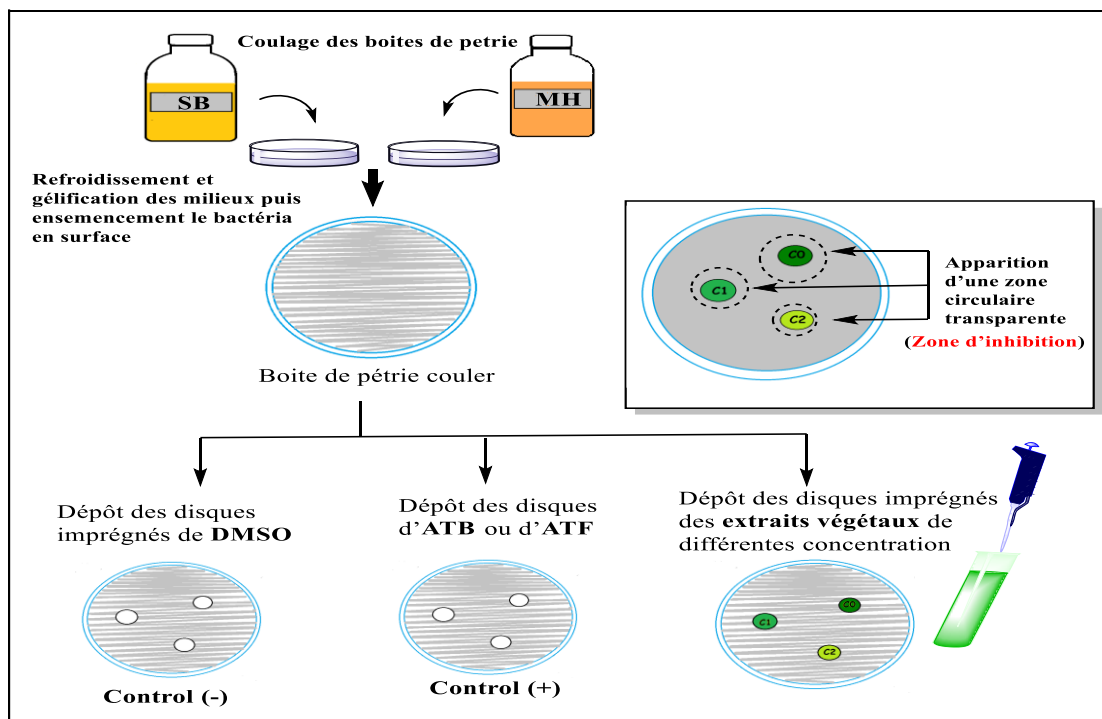 Coulage des boites de petrie
SB
MH
Refroidissement et
gélification des milieux puis
ensemencement le bactéria
en surface
Boite de pétrie couler
C0
C1
C2
Apparition
d'une zone
circulaire
transparente
(Zone d'inhibition)
Dépôt des disques
imprégnés de DMSO
Control (-)
Dépôt des disques
d'ATB ou d'ATF
Control (+)
Dépôt des disques imprégnés
des extraits végétaux de
différentes concentration
C0
C1
C2